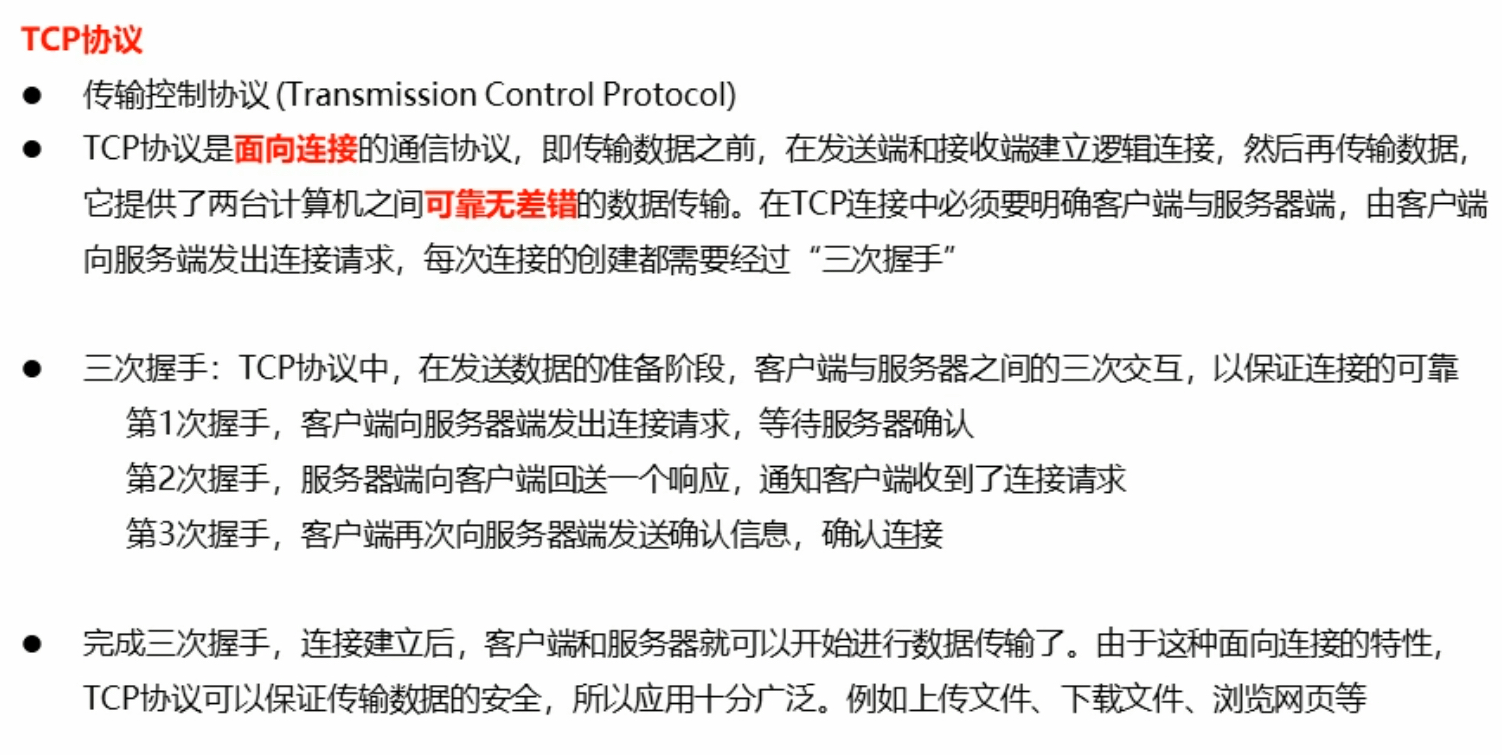 TCP协议
● 传输控制协议 (Transmission Control Protocol)
● TCP协议是面向连接的通信协议，即传输数据之前，在发送端和接收端建立逻辑连接，然后再传输数据，
它提供了两台计算机之间可靠无差错的数据传输。在TCP连接中必须要明确客户端与服务器端，由客户端
向服务端发出连接请求，每次连接的创建都需要经过“三次握手”
● 三次握手：TCP协议中，在发送数据的准备阶段，客户端与服务器之间的三次交互，以保证连接的可靠
第1次握手，客户端向服务器端发出连接请求，等待服务器确认
第2次握手，服务器端向客户端回送一个响应，通知客户端收到了连接请求
第3次握手，客户端再次向服务器端发送确认信息，确认连接
● 完成三次握手，连接建立后，客户端和服务器就可以开始进行数据传输了。由于这种面向连接的特性，
TCP协议可以保证传输数据的安全，所以应用十分广泛。例如上传文件、下载文件、浏览网页等